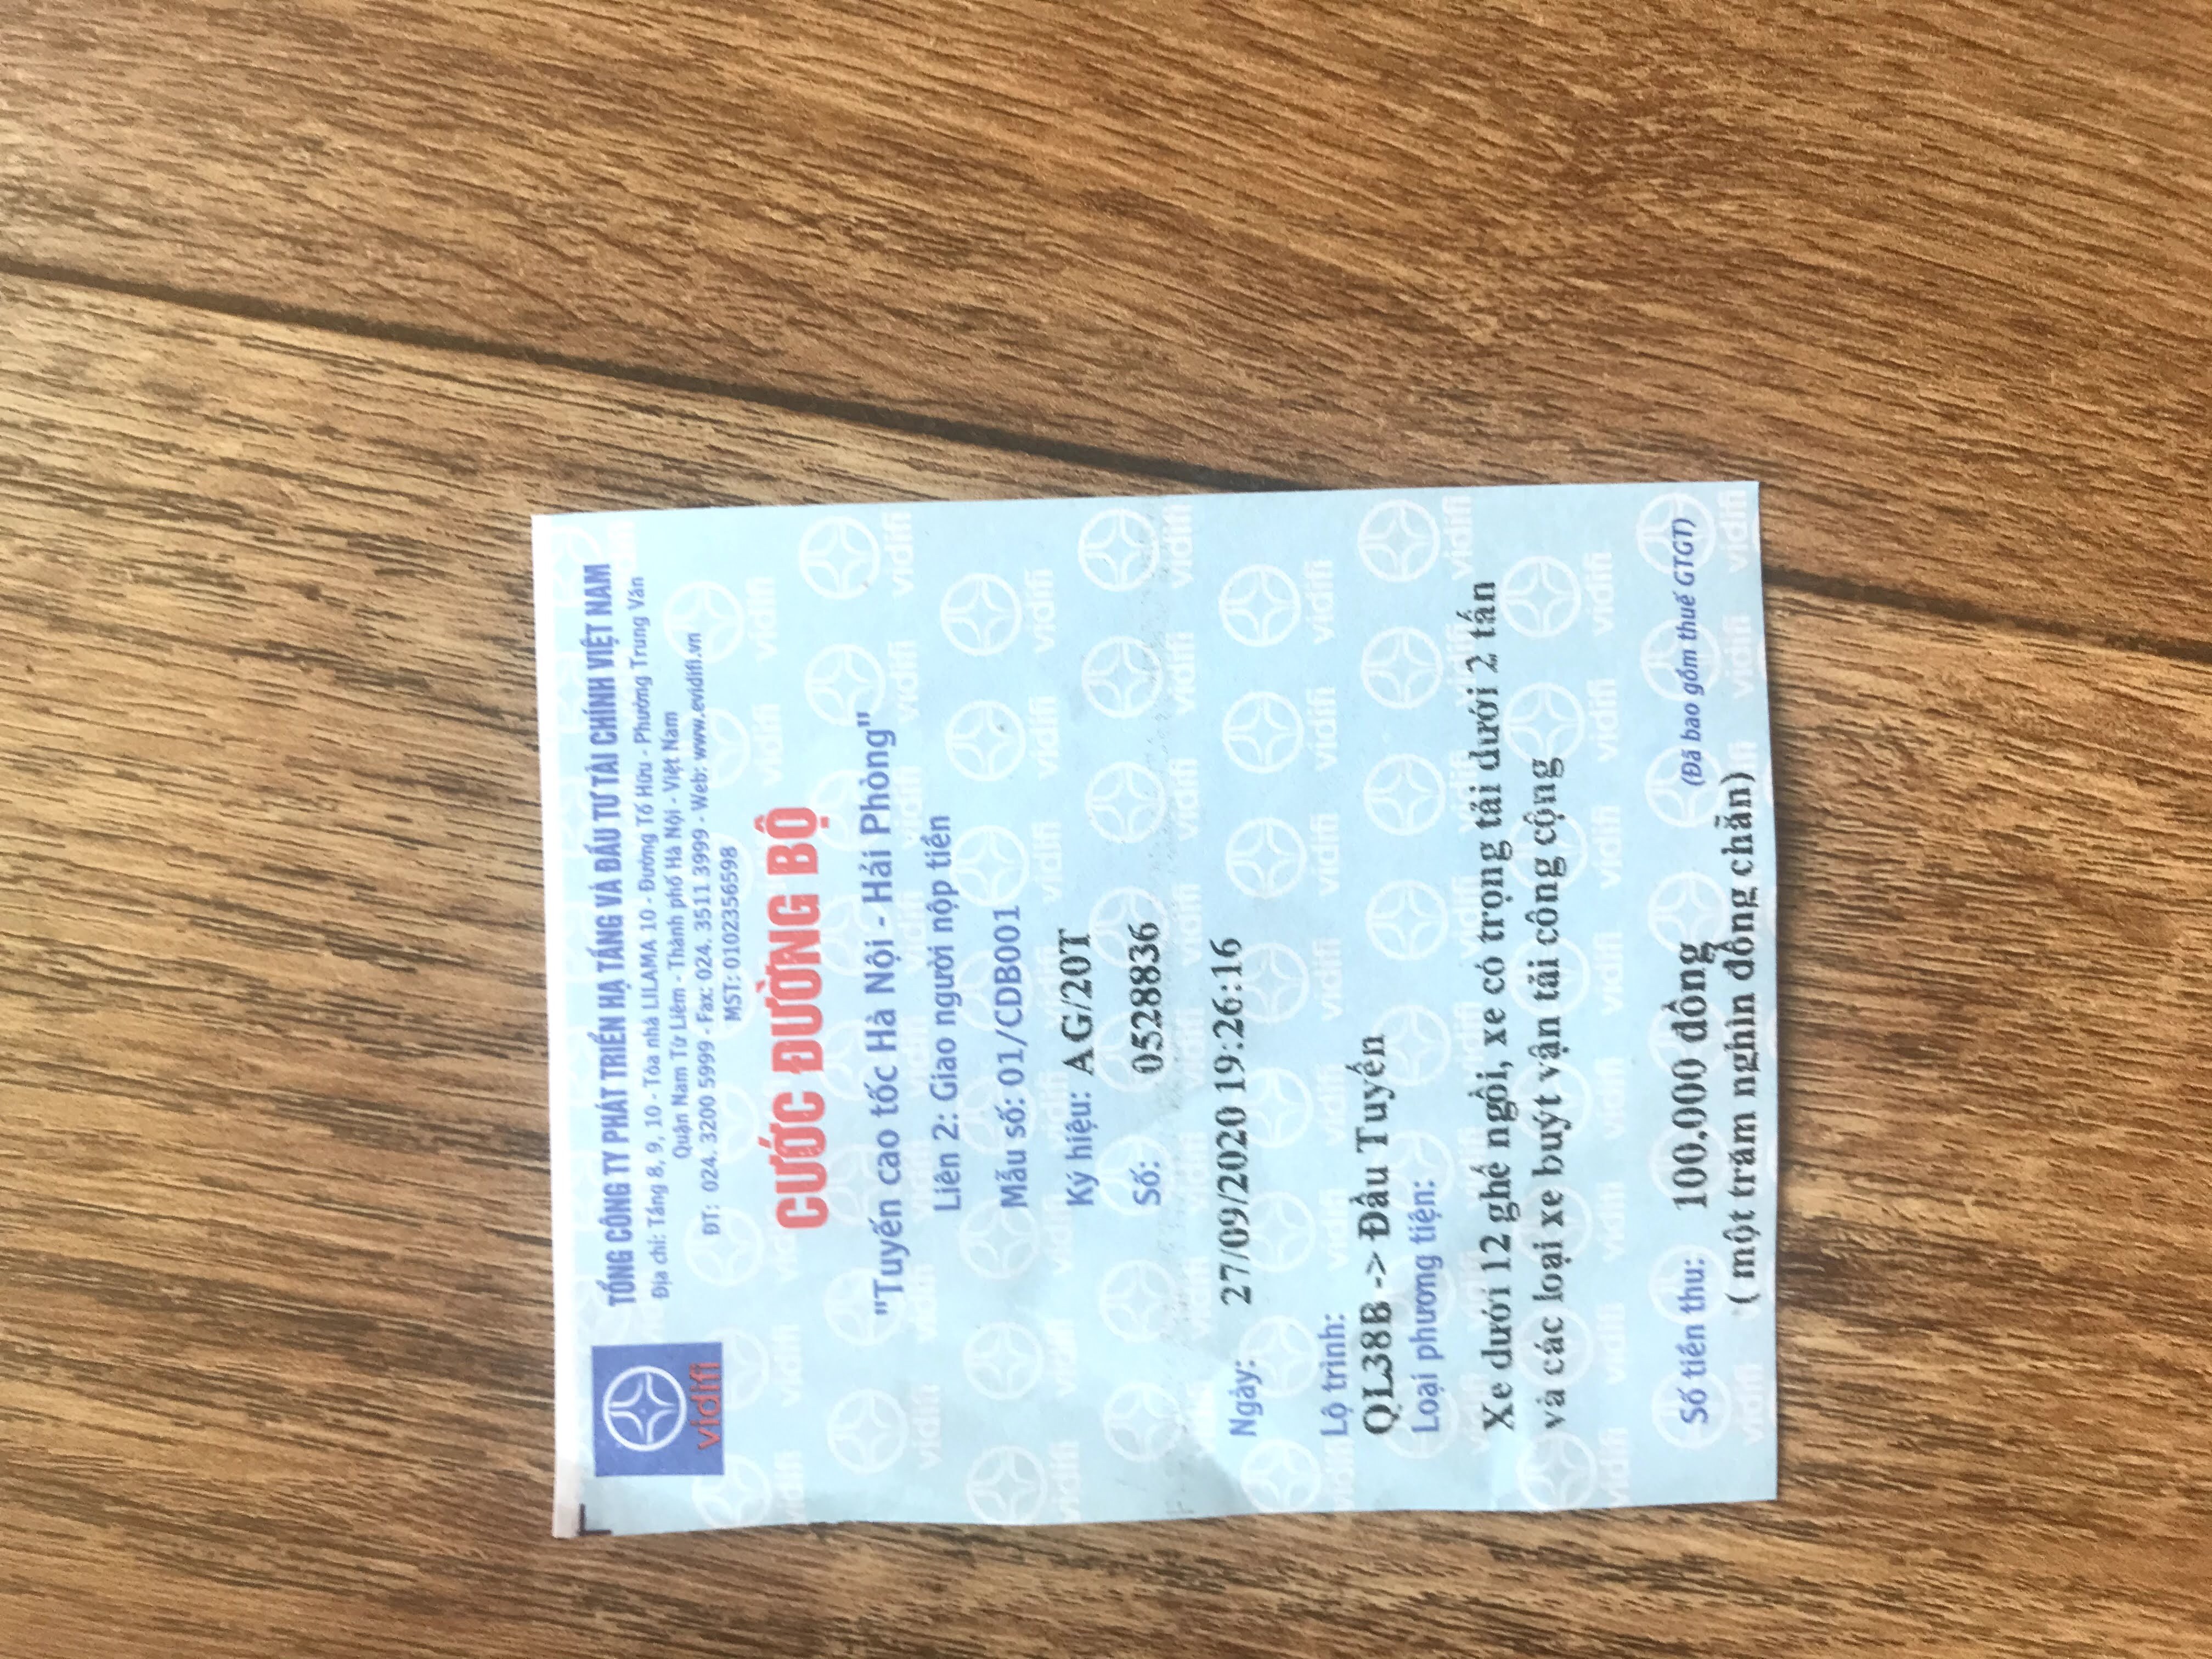 vidifi
TỔNG CÔNG TY PHÁT TRIỂN HẠ TẦNG VÀ ĐẦU TƯ TÀI CHÍNH VIỆT NAM
Địa chỉ: Tầng 8, 9, 10 - Tòa nhà LILAMA 10 - Đường Tố Hữu - Phường Trung Văn
Quận Nam Từ Liêm - Thành phố Hà Nội - Việt Nam
ĐT: 024. 3200 5999 - Fax: 024. 3511 3999 - Web: www.evidifi.vn
MST: 0102356598
CƯỚC ĐƯỜNG BỘ
"Tuyến cao tốc Hà Nội - Hải Phòng"
Liên 2: Giao người nộp tiền
Mẫu số: 01/CDB001
Ký hiệu: AG/20T
Số: 0528836
Ngày: 27/09/2020 19:26:16
Lộ trình:
QL38B -> Đầu Tuyến
Loại phương tiện:
Xe dưới 12 ghế ngồi, xe có trọng tải dưới 2 tấn
và các loại xe buýt vận tải công cộng
Số tiền thu: 100.000 đồng (Đã bao gồm thuế GTGT)
( một trăm nghìn đồng chẵn)